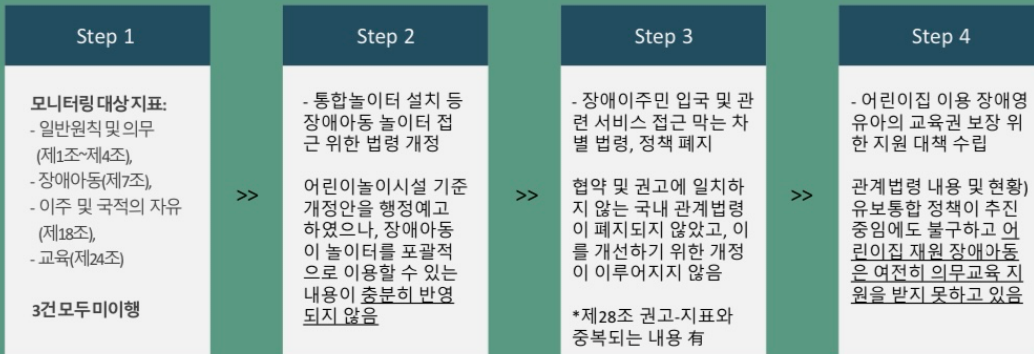 Step 1
모니터링 대상 지표:
- 일반원칙 및 의무
(제1조~제4조),
- 장애아동(제7조),
- 이주 및 국적의 자유
(제18조),
- 교육(제24조)
3건 모두 미이행
>>
Step 2
- 통합놀이터 설치 등
장애아동 놀이터 접
근 위한 법령 개정
어린이놀이시설 기준
개정안을 행정예고
하였으나, 장애아동
이 놀이터를 포괄적
으로 이용할 수 있는
내용이 충분히 반영
되지 않음
>>
Step 3
- 장애이주민 입국 및 관
련 서비스 접근 막는 차
별 법령, 정책 폐지
협약 및 권고에 일치하
지 않는 국내 관계법령
이 폐지되지 않았고, 이
를 개선하기 위한 개정
이 이루어지지 않음
*제28조 권고-지표와
중복되는 내용 有
>>
Step 4
- 어린이집 이용 장애영
유아의 교육권 보장 위
한 지원 대책 수립
관계법령 내용 및 현황)
유보통합 정책이 추진
중임에도 불구하고 어
린이집 재원 장애아동
은 여전히 의무교육 지
원을 받지 못하고 있음